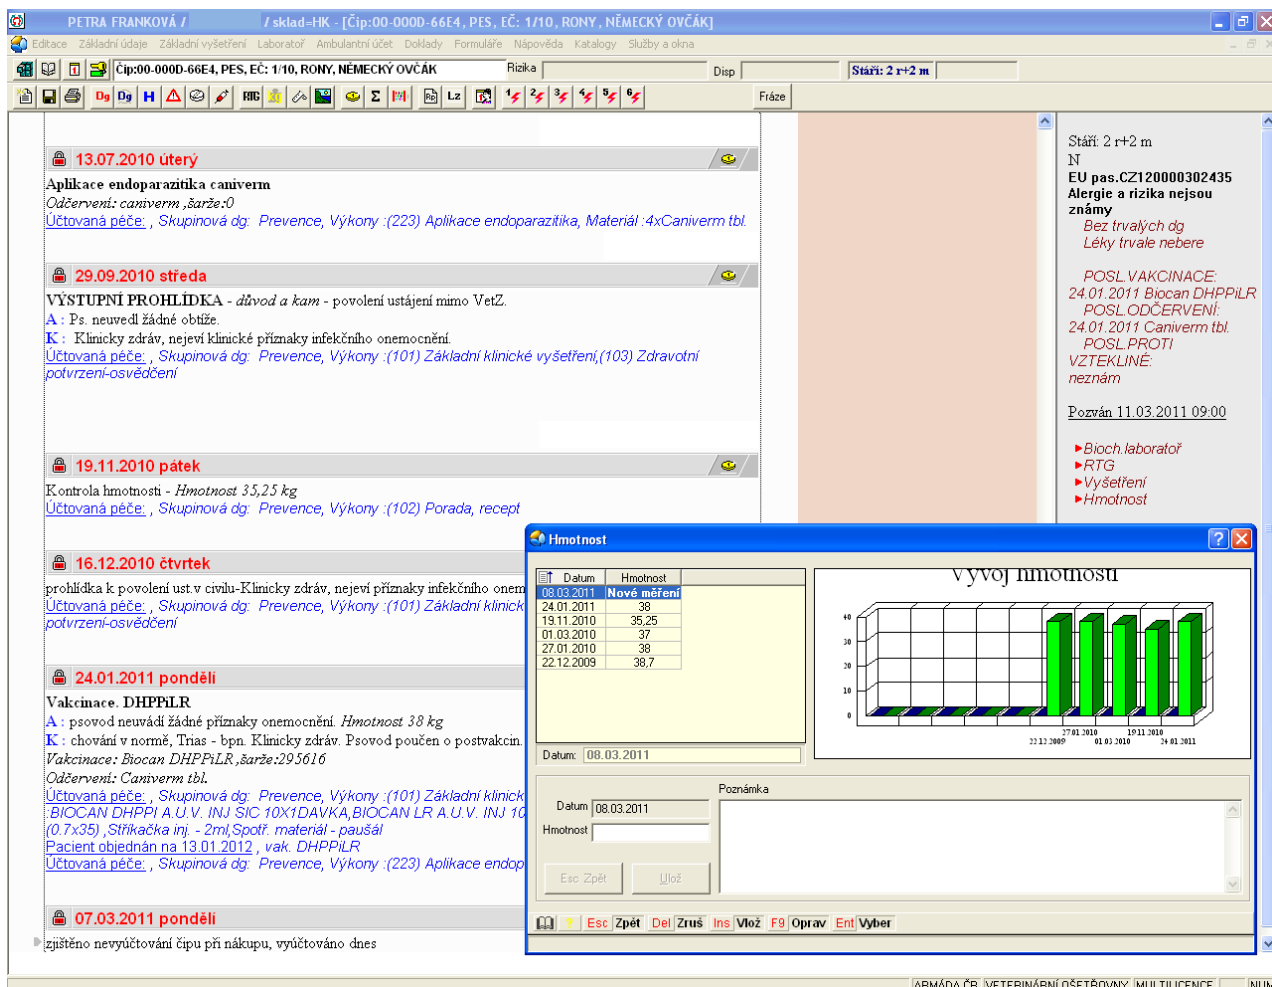 PETRA FRANKOVÁ / / sklad=HK - [Čip:00-000D-66E4, PES, EČ: 1/10, RONY, NĚMECKÝ OVČÁK]
Editace Základní údaje Základní vyšetření Laboratoř Ambulantní účet Doklady Formuláře Nápověda Katalogy Služby a okna
Čip:00-000D-66E4, PES, EČ: 1/10, RONY, NĚMECKÝ OVČÁK Rizika Disp Stáří: 2 r+2 m
Dg Dg H RTG Σ Rp Lz 1 2 3 4 5 6 Fráze
13.07.2010 úterý
Aplikace endoparazitika caniverm
Odčervení: caniverm ,šarže:0
Účtovaná péče: , Skupinová dg: Prevence, Výkony :(223) Aplikace endoparazitika, Materiál :4xCaniverm tbl.
29.09.2010 středa
VÝSTUPNÍ PROHLÍDKA - důvod a kam - povolení ustájení mimo VetZ.
A : Ps. neuvedl žádné obtíže.
K : Klinicky zdráv, nejeví klinické příznaky infekčního onemocnění.
Účtovaná péče: , Skupinová dg: Prevence, Výkony :(101) Základní klinické vyšetření,(103) Zdravotní
potvrzení-osvědčení
19.11.2010 pátek
Kontrola hmotnosti - Hmotnost 35,25 kg
Účtovaná péče: , Skupinová dg: Prevence, Výkony :(102) Porada, recept
16.12.2010 čtvrtek
prohlídka k povolení ust.v civilu-Klinicky zdráv, nejeví příznaky infekčního onem
Účtovaná péče: , Skupinová dg: Prevence, Výkony :(101) Základní klinick
potvrzení-osvědčení
24.01.2011 pondělí
Vakcinace. DHPPiLR
A : psovod neuvádí žádné příznaky onemocnění. Hmotnost 38 kg
K : chování v normě, Trias - bpn. Klinicky zdráv. Psovod poučen o postvakcin.
Vakcinace: Biocan DHPPiLR ,šarže:295616
Odčervení: Caniverm tbl.
Účtovaná péče: , Skupinová dg: Prevence, Výkony :(101) Základní klinick
:BIOCAN DHPPI A.U.V. INJ SIC 10X1DAVKA,BIOCAN LR A.U.V. INJ 10
(0.7x35) ,Stříkačka inj. - 2ml,Spotř. materiál - paušál
Pacient objednán na 13.01.2012 , vak. DHPPiLR
Účtovaná péče: , Skupinová dg: Prevence, Výkony :(223) Aplikace endop
07.03.2011 pondělí
zjištěno nevyúčtování čipu při nákupu, vyúčtováno dnes
Stáří: 2 r+2 m
N
EU pas.CZ120000302435
Alergie a rizika nejsou
známy
Bez trvalých dg
Léky trvale nebere
POSL.VAKCINACE:
24.01.2011 Biocan DHPPiLR
POSL.ODČERVENÍ:
24.01.2011 Caniverm tbl.
POSL.PROTI
VZTEKLINĚ:
neznám
Pozván 11.03.2011 09:00
Bioch.laboratoř
RTG
Vyšetření
Hmotnost
Hmotnost
Datum Hmotnost
08.03.2011 Nové měření
24.01.2011 38
19.11.2010 35,25
01.03.2010 37
27.01.2010 38
22.12.2009 38,7
Datum: 08.03.2011
Vývoj hmotnosti
40
30
20
10
0
27.01.2010 19.11.2010
22.12.2009 01.03.2010 24.01.2011
Poznámka
Datum 08.03.2011
Hmotnost
Esc Zpět Ulož
Esc Zpět Del Zruš Ins Vlož F9 Oprav Ent Vyber
ARMÁDA ČR VETERINÁRNÍ OŠETŘOVNY MULTILICENCE NUM